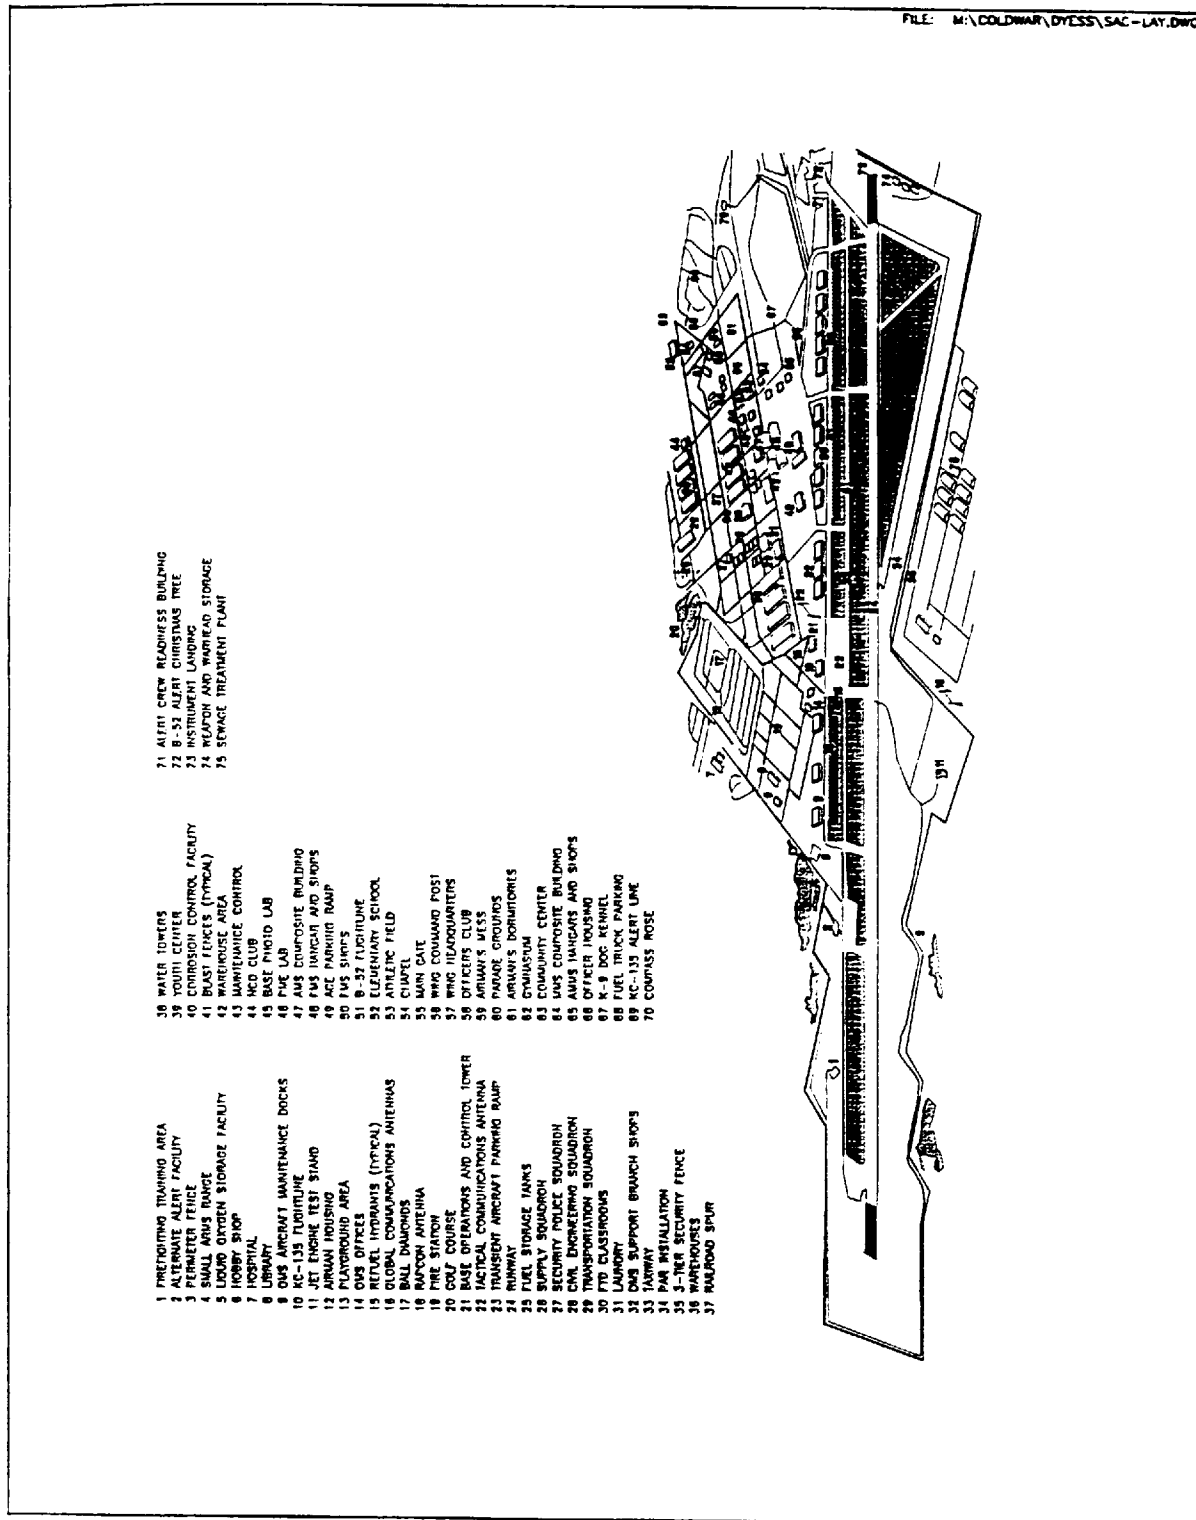 FILE: M:\COLDWAR\DYESS\SAC-LAY.DWG
1 FIREFIGHTING TRAINING AREA
2 ALTERNATE ALERT FACILITY
3 PERIMETER FENCE
4 SMALL ARMS RANGE
5 LIQUID OXYGEN STORAGE FACILITY
6 HOBBY SHOP
7 HOSPITAL
8 LIBRARY
9 OMS AIRCRAFT MAINTENANCE DOCKS
10 KC-135 FLIGHTLINE
11 JET ENGINE TEST STAND
12 AIRMAN HOUSING
13 PLAYGROUND AREA
14 OMS OFFICES
15 REFUEL HYDRANTS (TYPICAL)
16 GLOBAL COMMUNICATIONS ANTENNAS
17 BALL DIAMONDS
18 RAPCON ANTENNA
19 FIRE STATION
20 GOLF COURSE
21 BASE OPERATIONS AND CONTROL TOWER
22 TACTICAL COMMUNICATIONS ANTENNA
23 TRANSIENT AIRCRAFT PARKING RAMP
24 RUNWAY
25 FUEL STORAGE TANKS
26 SUPPLY SQUADRON
27 SECURITY POLICE SQUADRON
28 CIVIL ENGINEERING SQUADRON
29 TRANSPORTATION SQUADRON
30 FTD CLASSROOMS
31 LAUNDRY
32 OMS SUPPORT BRANCH SHOPS
33 TAXIWAY
34 PAR INSTALLATION
35 3-TIER SECURITY FENCE
36 WAREHOUSES
37 RAILROAD SPUR
38 WATER TOWERS
39 YOUTH CENTER
40 CORROSION CONTROL FACILITY
41 BLAST FENCES (TYPICAL)
42 WAREHOUSE AREA
43 MAINTENANCE CONTROL
44 NCO CLUB
45 BASE PHOTO LAB
46 PME LAB
47 AMS COMPOSITE BUILDING
48 FMS HANGAR AND SHOPS
49 AGE PARKING RAMP
50 FMS SHOPS
51 B-52 FLIGHTLINE
52 ELEMENTARY SCHOOL
53 ATHLETIC FIELD
54 CHAPEL
55 MAIN GATE
56 WING COMMAND POST
57 WING HEADQUARTERS
58 OFFICERS CLUB
59 AIRMAN'S MESS
60 PARADE GROUNDS
61 AIRMAN'S DORMITORIES
62 GYMNASIUM
63 COMMUNITY CENTER
64 MMS COMPOSITE BUILDING
65 AMMS HANGARS AND SHOPS
66 OFFICER HOUSING
67 K-9 DOG KENNEL
68 FUEL TRUCK PARKING
69 KC-135 ALERT LINE
70 COMPASS ROSE
71 ALERT CREW READINESS BUILDING
72 B-52 ALERT CHRISTMAS TREE
73 INSTRUMENT LANDING
74 WEAPON AND WARHEAD STORAGE
75 SEWAGE TREATMENT PLANT